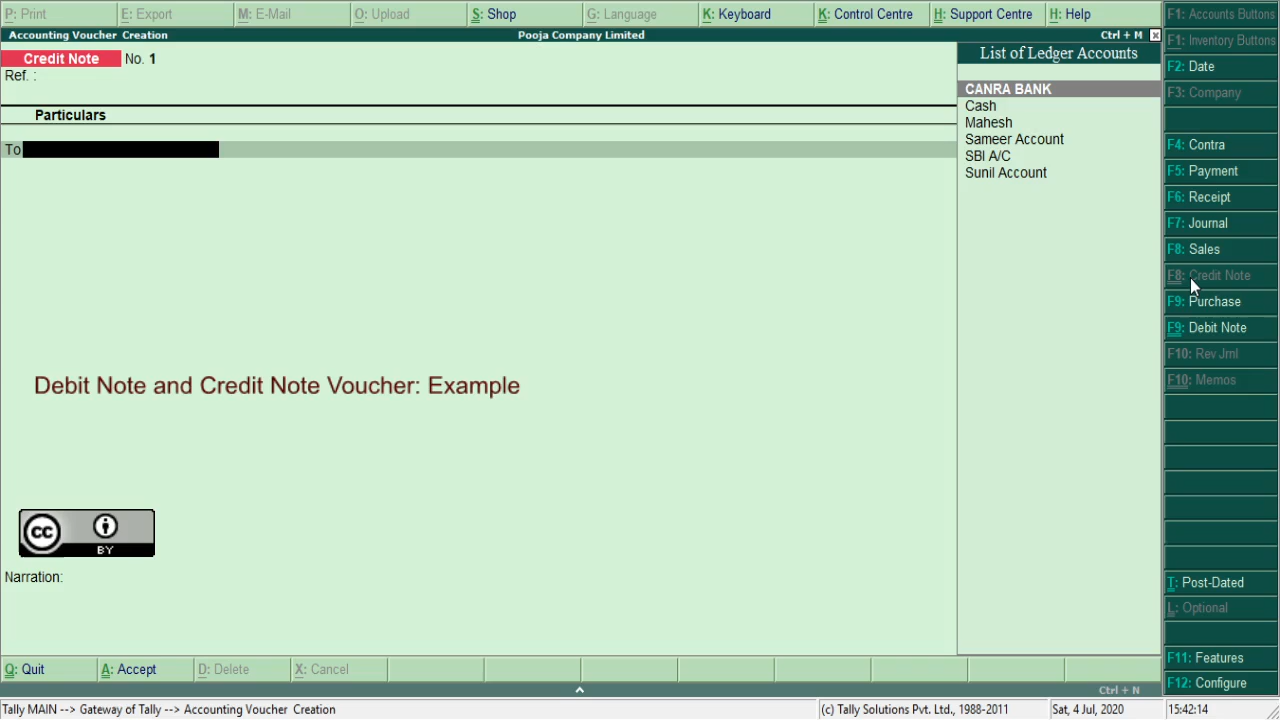 P: Print E: Export M: E-Mail O: Upload S: Shop G: Language K: Keyboard K: Control Centre H: Support Centre H: Help
Accounting Voucher Creation Pooja Company Limited Ctrl + M x
Credit Note No. 1
Ref. :
Particulars
To
List of Ledger Accounts
CANRA BANK
Cash
Mahesh
Sameer Account
SBI A/C
Sunil Account
Debit Note and Credit Note Voucher: Example
cc
BY
Narration:
Q: Quit A: Accept D: Delete X: Cancel
Ctrl + N
F1: Accounts Buttons
F1: Inventory Buttons
F2: Date
F3: Company
F4: Contra
F5: Payment
F6: Receipt
F7: Journal
F8: Sales
F8: Credit Note
F9: Purchase
F9: Debit Note
F10: Rev Jrnl
F10: Memos
T: Post-Dated
L: Optional
F11: Features
F12: Configure
Tally MAIN --> Gateway of Tally --> Accounting Voucher Creation (c) Tally Solutions Pvt. Ltd., 1988-2011 Sat, 4 Jul, 2020 15:42:14